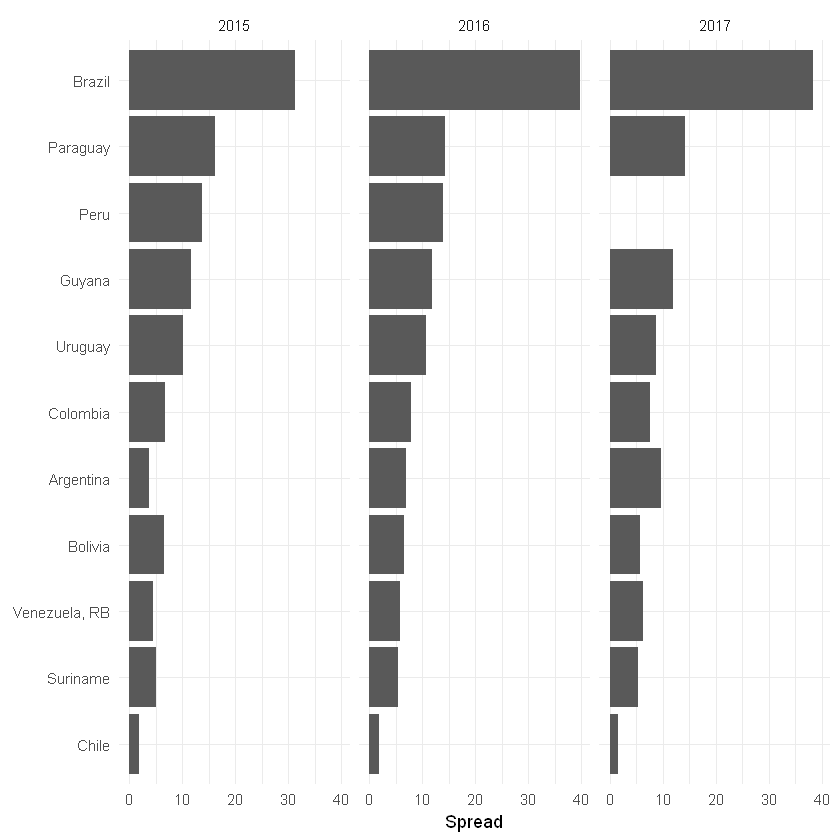 2015 2016 2017
Brazil
Paraguay
Peru
Guyana
Uruguay
Colombia
Argentina
Bolivia
Venezuela, RB
Suriname
Chile
0 10 20 30 40 0 10 20 30 40 0 10 20 30 40
Spread